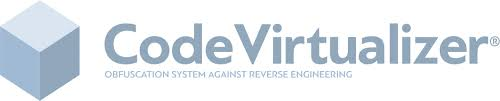 CodeVirtualizer®
OBFUSCATION SYSTEM AGAINST REVERSE ENGINEERING